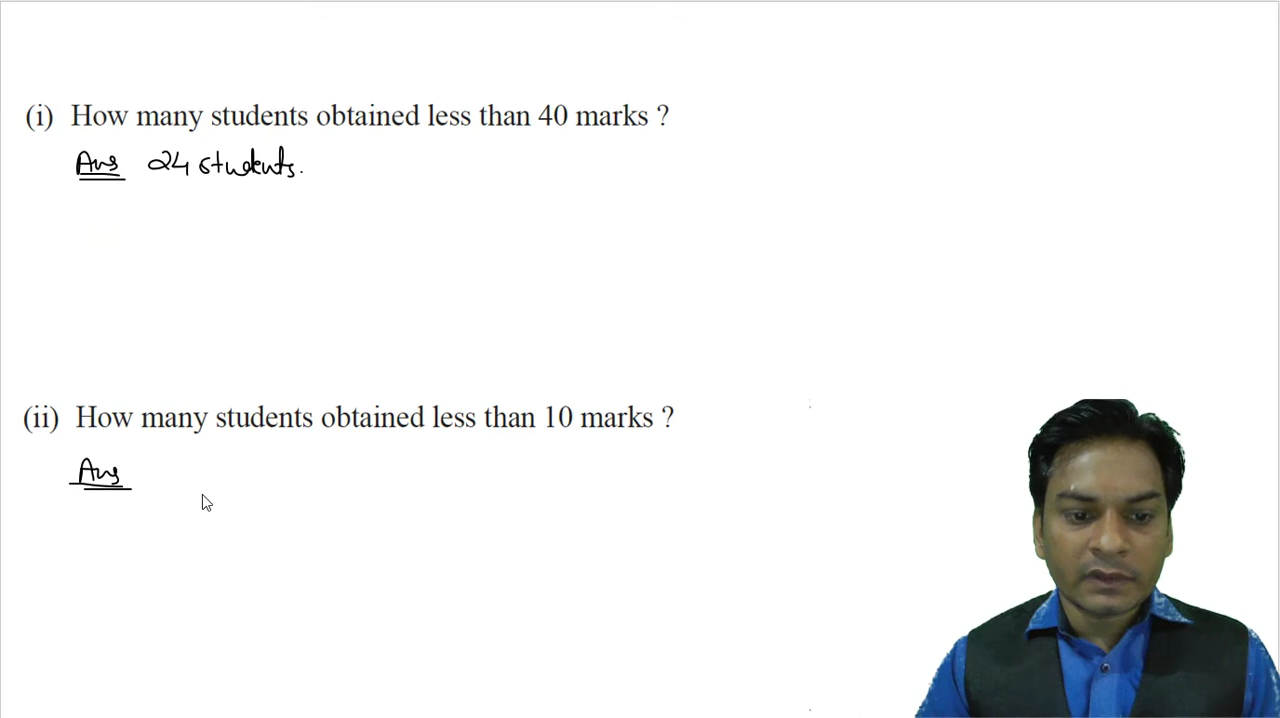 (i) How many students obtained less than 40 marks ?
Ans 24 students.
(ii) How many students obtained less than 10 marks ?
Ans